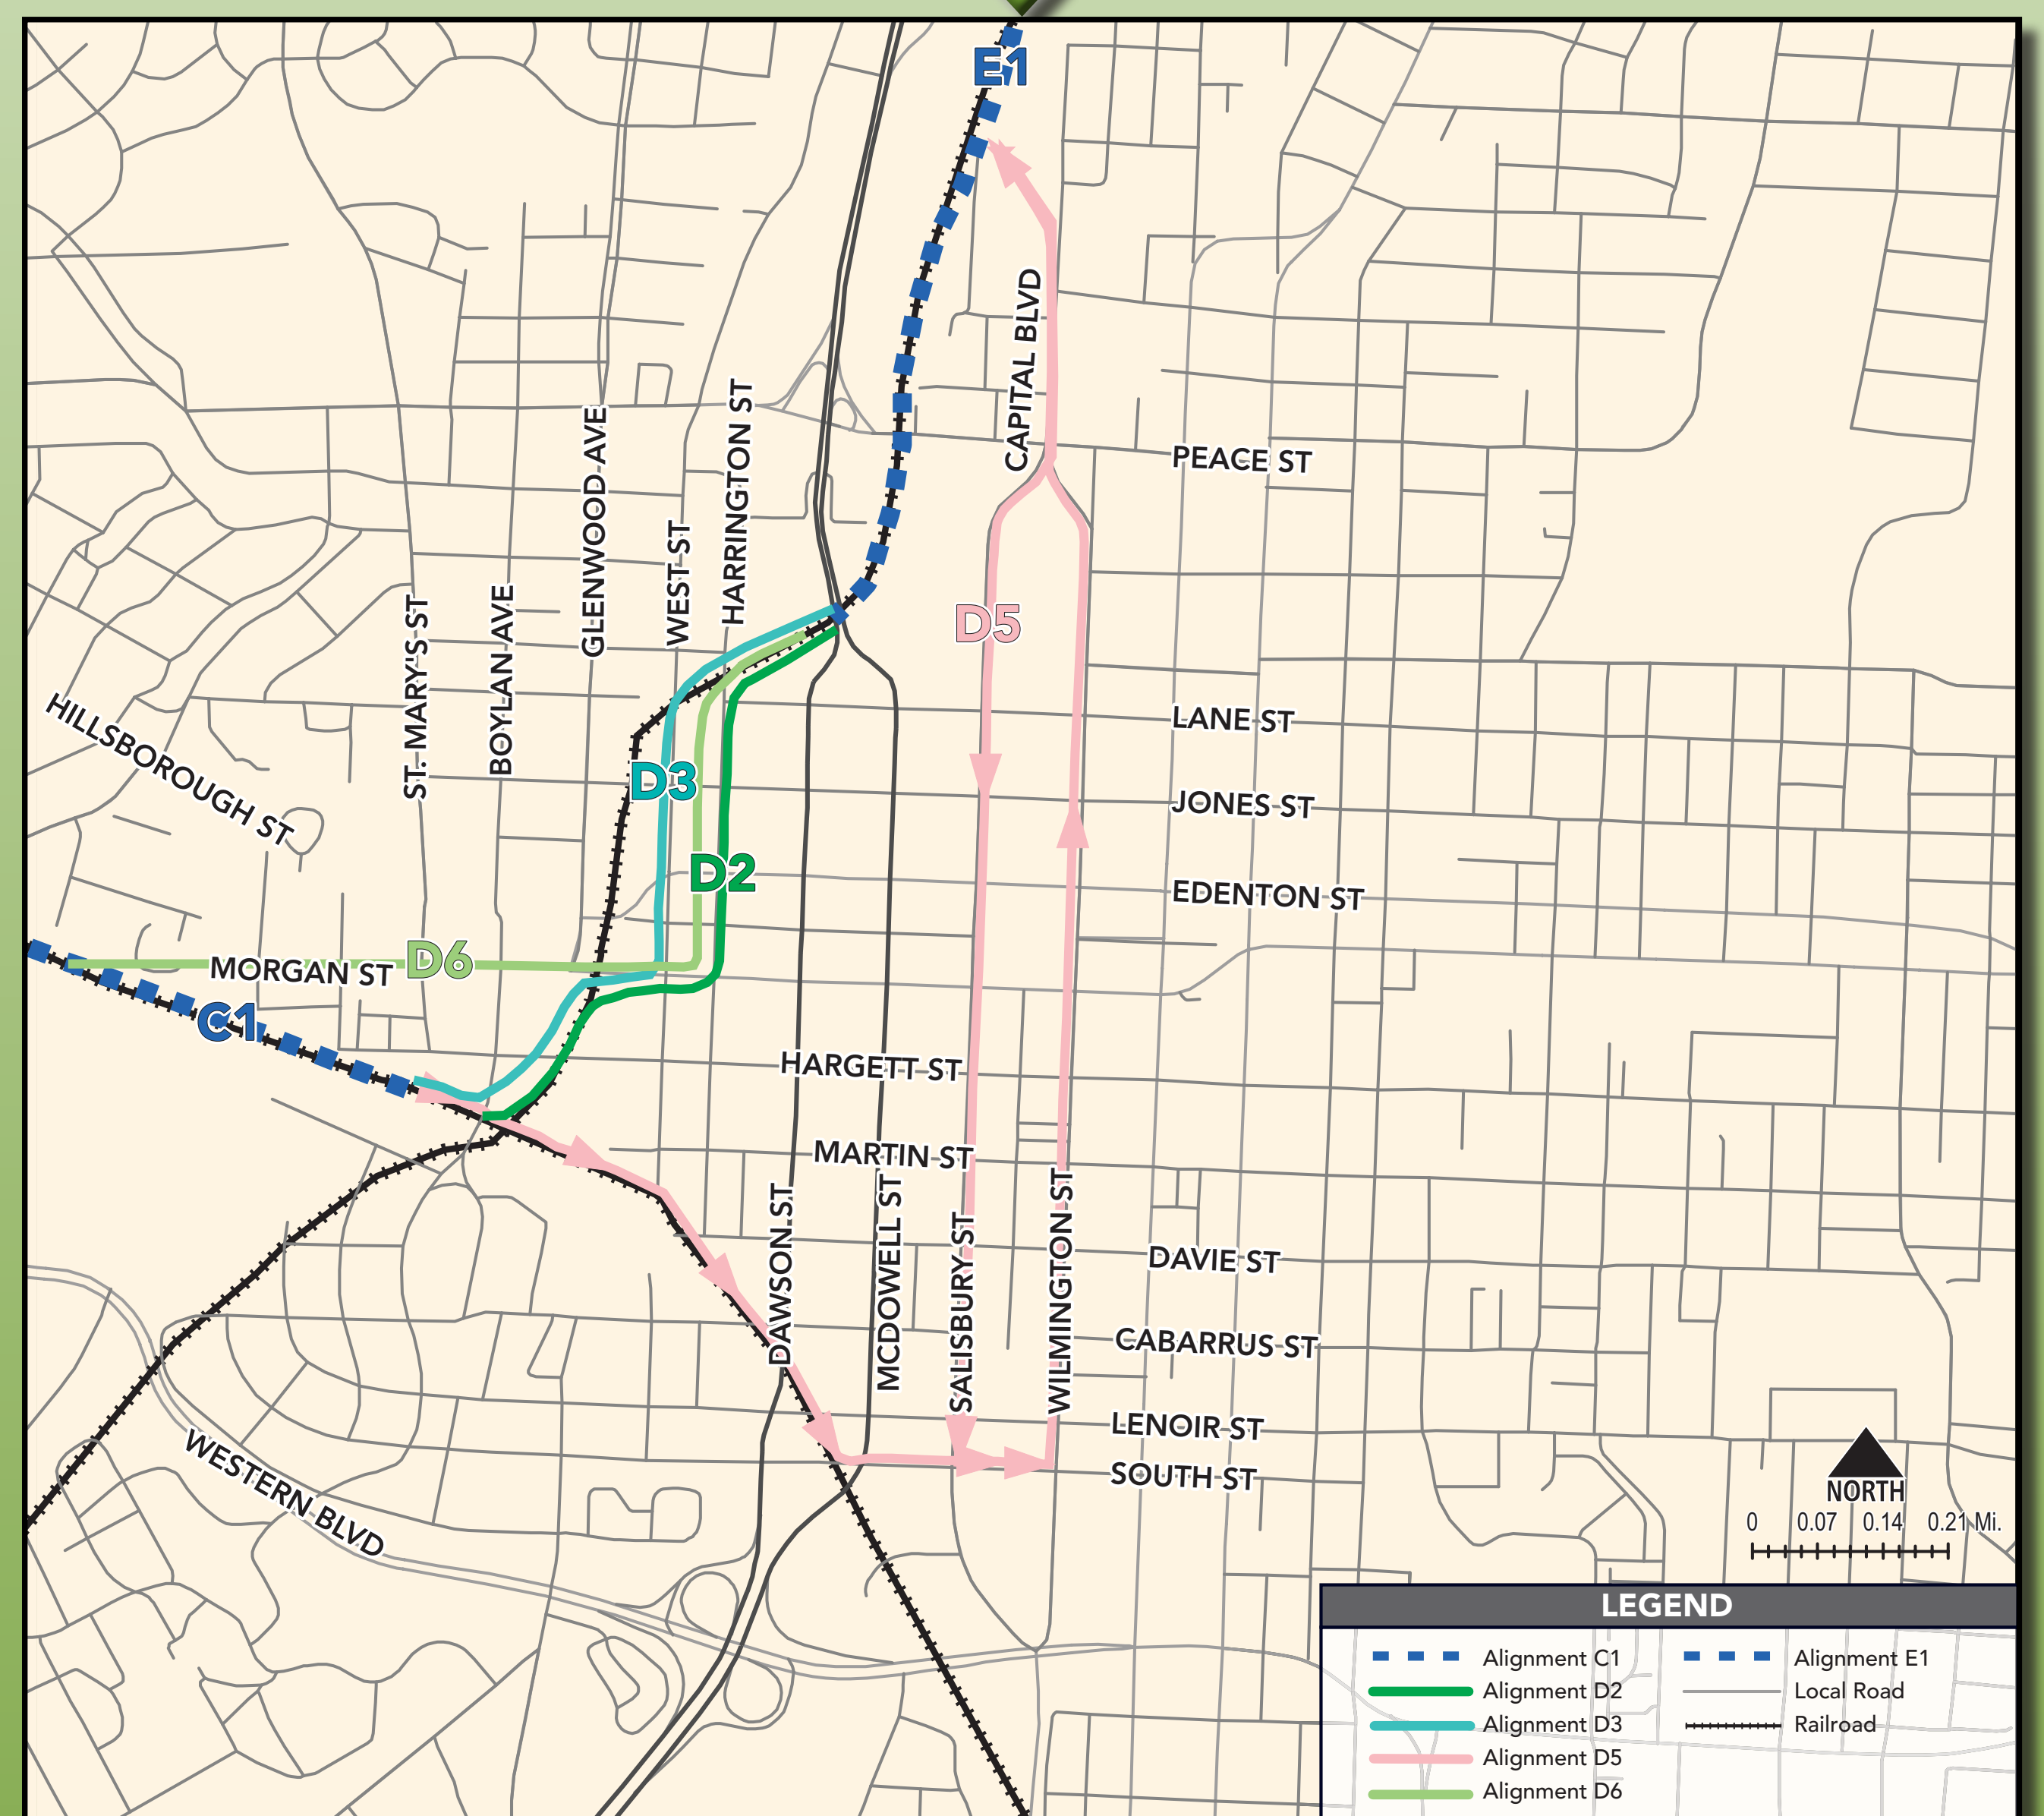 E1
CAPITAL BLVD
PEACE ST
GLENWOOD AVE
HARRINGTON ST
WEST ST
ST. MARY'S ST
BOYLAN AVE
D5
HILLSBOROUGH ST
LANE ST
D3
JONES ST
D2
EDENTON ST
MORGAN ST
D6
C1
HARGETT ST
MARTIN ST
DAWSON ST
MCDOWELL ST
SALISBURY ST
WILMINGTON ST
DAVIE ST
CABARRUS ST
LENOIR ST
SOUTH ST
WESTERN BLVD
NORTH
0 0.07 0.14 0.21 Mi.
LEGEND
Alignment C1
Alignment D2
Alignment D3
Alignment D5
Alignment D6
Alignment E1
Local Road
Railroad